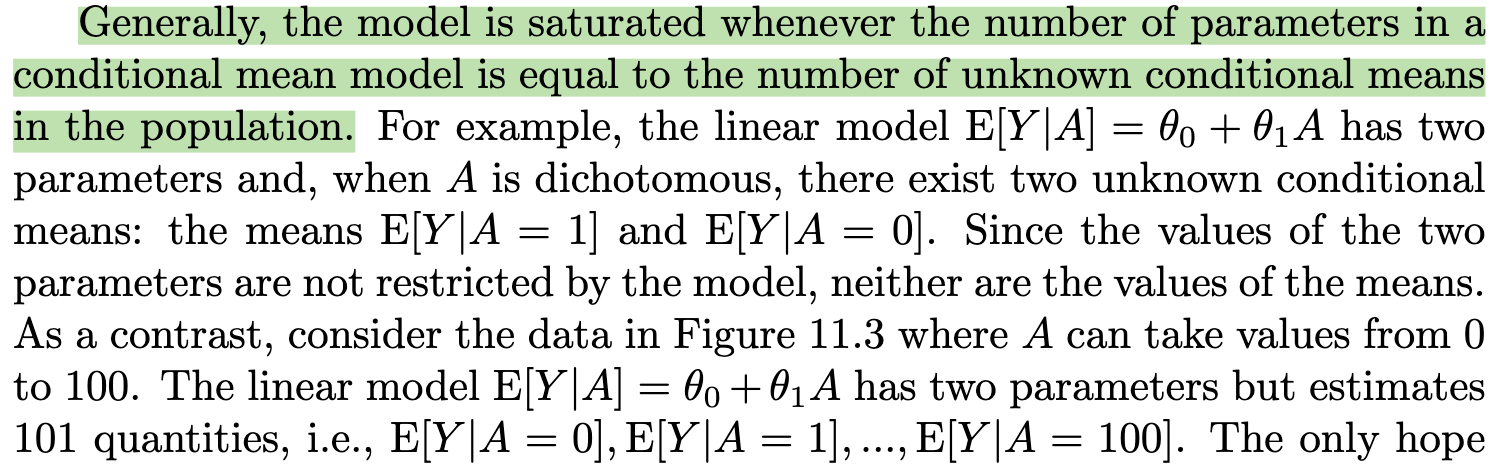 Generally, the model is saturated whenever the number of parameters in a
conditional mean model is equal to the number of unknown conditional means
in the population. For example, the linear model E[Y|A] = θ₀ + θ₁A has two
parameters and, when A is dichotomous, there exist two unknown conditional
means: the means E[Y|A = 1] and E[Y|A = 0]. Since the values of the two
parameters are not restricted by the model, neither are the values of the means.
As a contrast, consider the data in Figure 11.3 where A can take values from 0
to 100. The linear model E[Y|A] = θ₀ + θ₁A has two parameters but estimates
101 quantities, i.e., E[Y|A = 0], E[Y|A = 1], ..., E[Y|A = 100]. The only hope